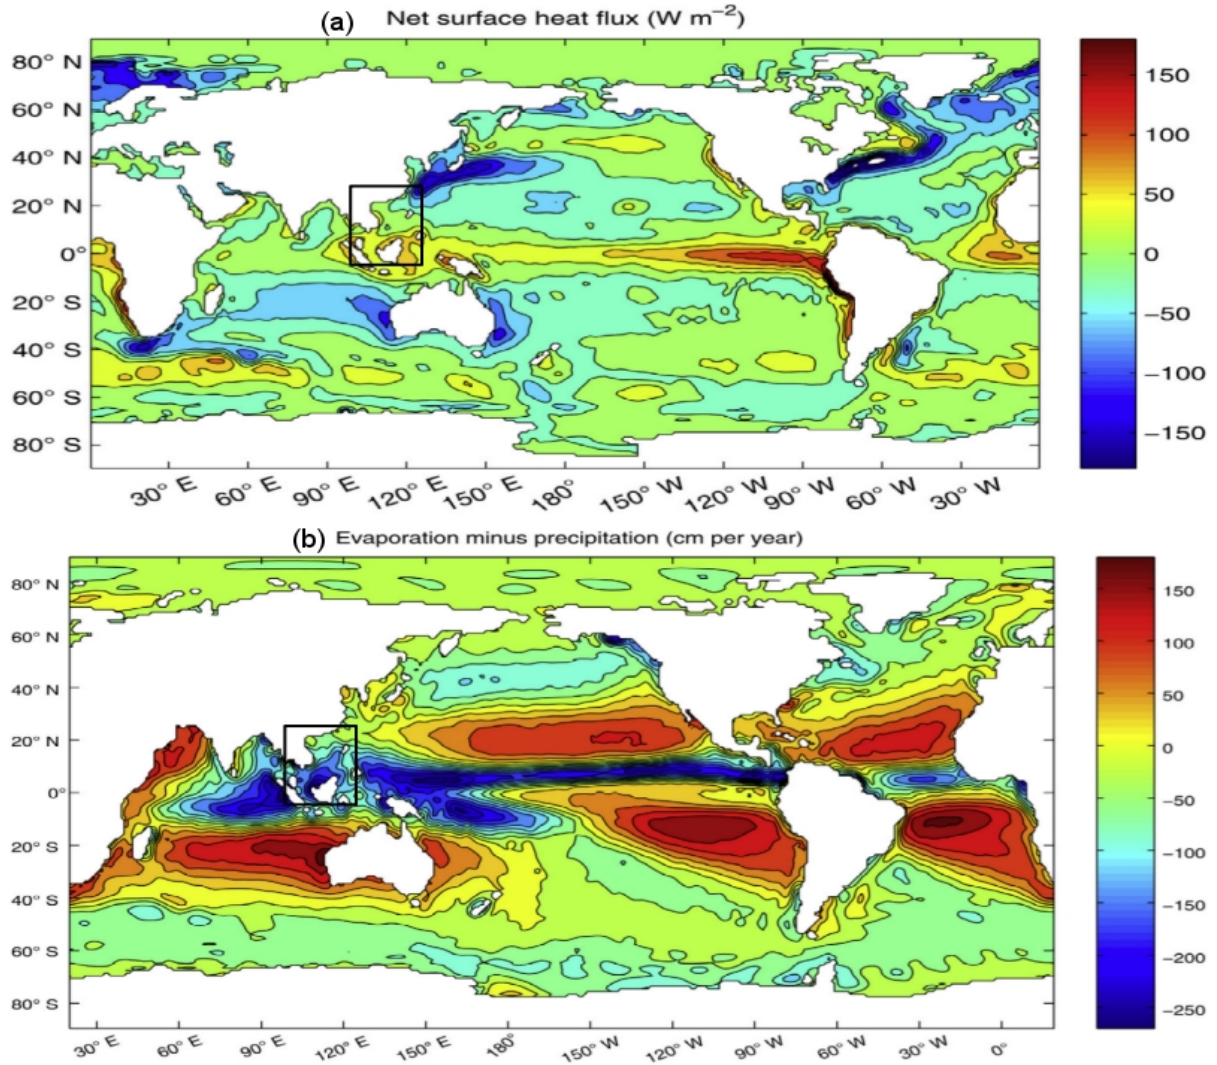 (a) Net surface heat flux (W m−2)
80° N
60° N
40° N
20° N
0°
20° S
40° S
60° S
80° S
30° E 60° E 90° E 120° E 150° E 180° 150° W 120° W 90° W 60° W 30° W
150
100
50
0
−50
−100
−150
(b) Evaporation minus precipitation (cm per year)
80° N
60° N
40° N
20° N
0°
20° S
40° S
60° S
80° S
30° E 60° E 90° E 120° E 150° E 180° 150° W 120° W 90° W 60° W 30° W 0°
150
100
50
0
−50
−100
−150
−200
−250